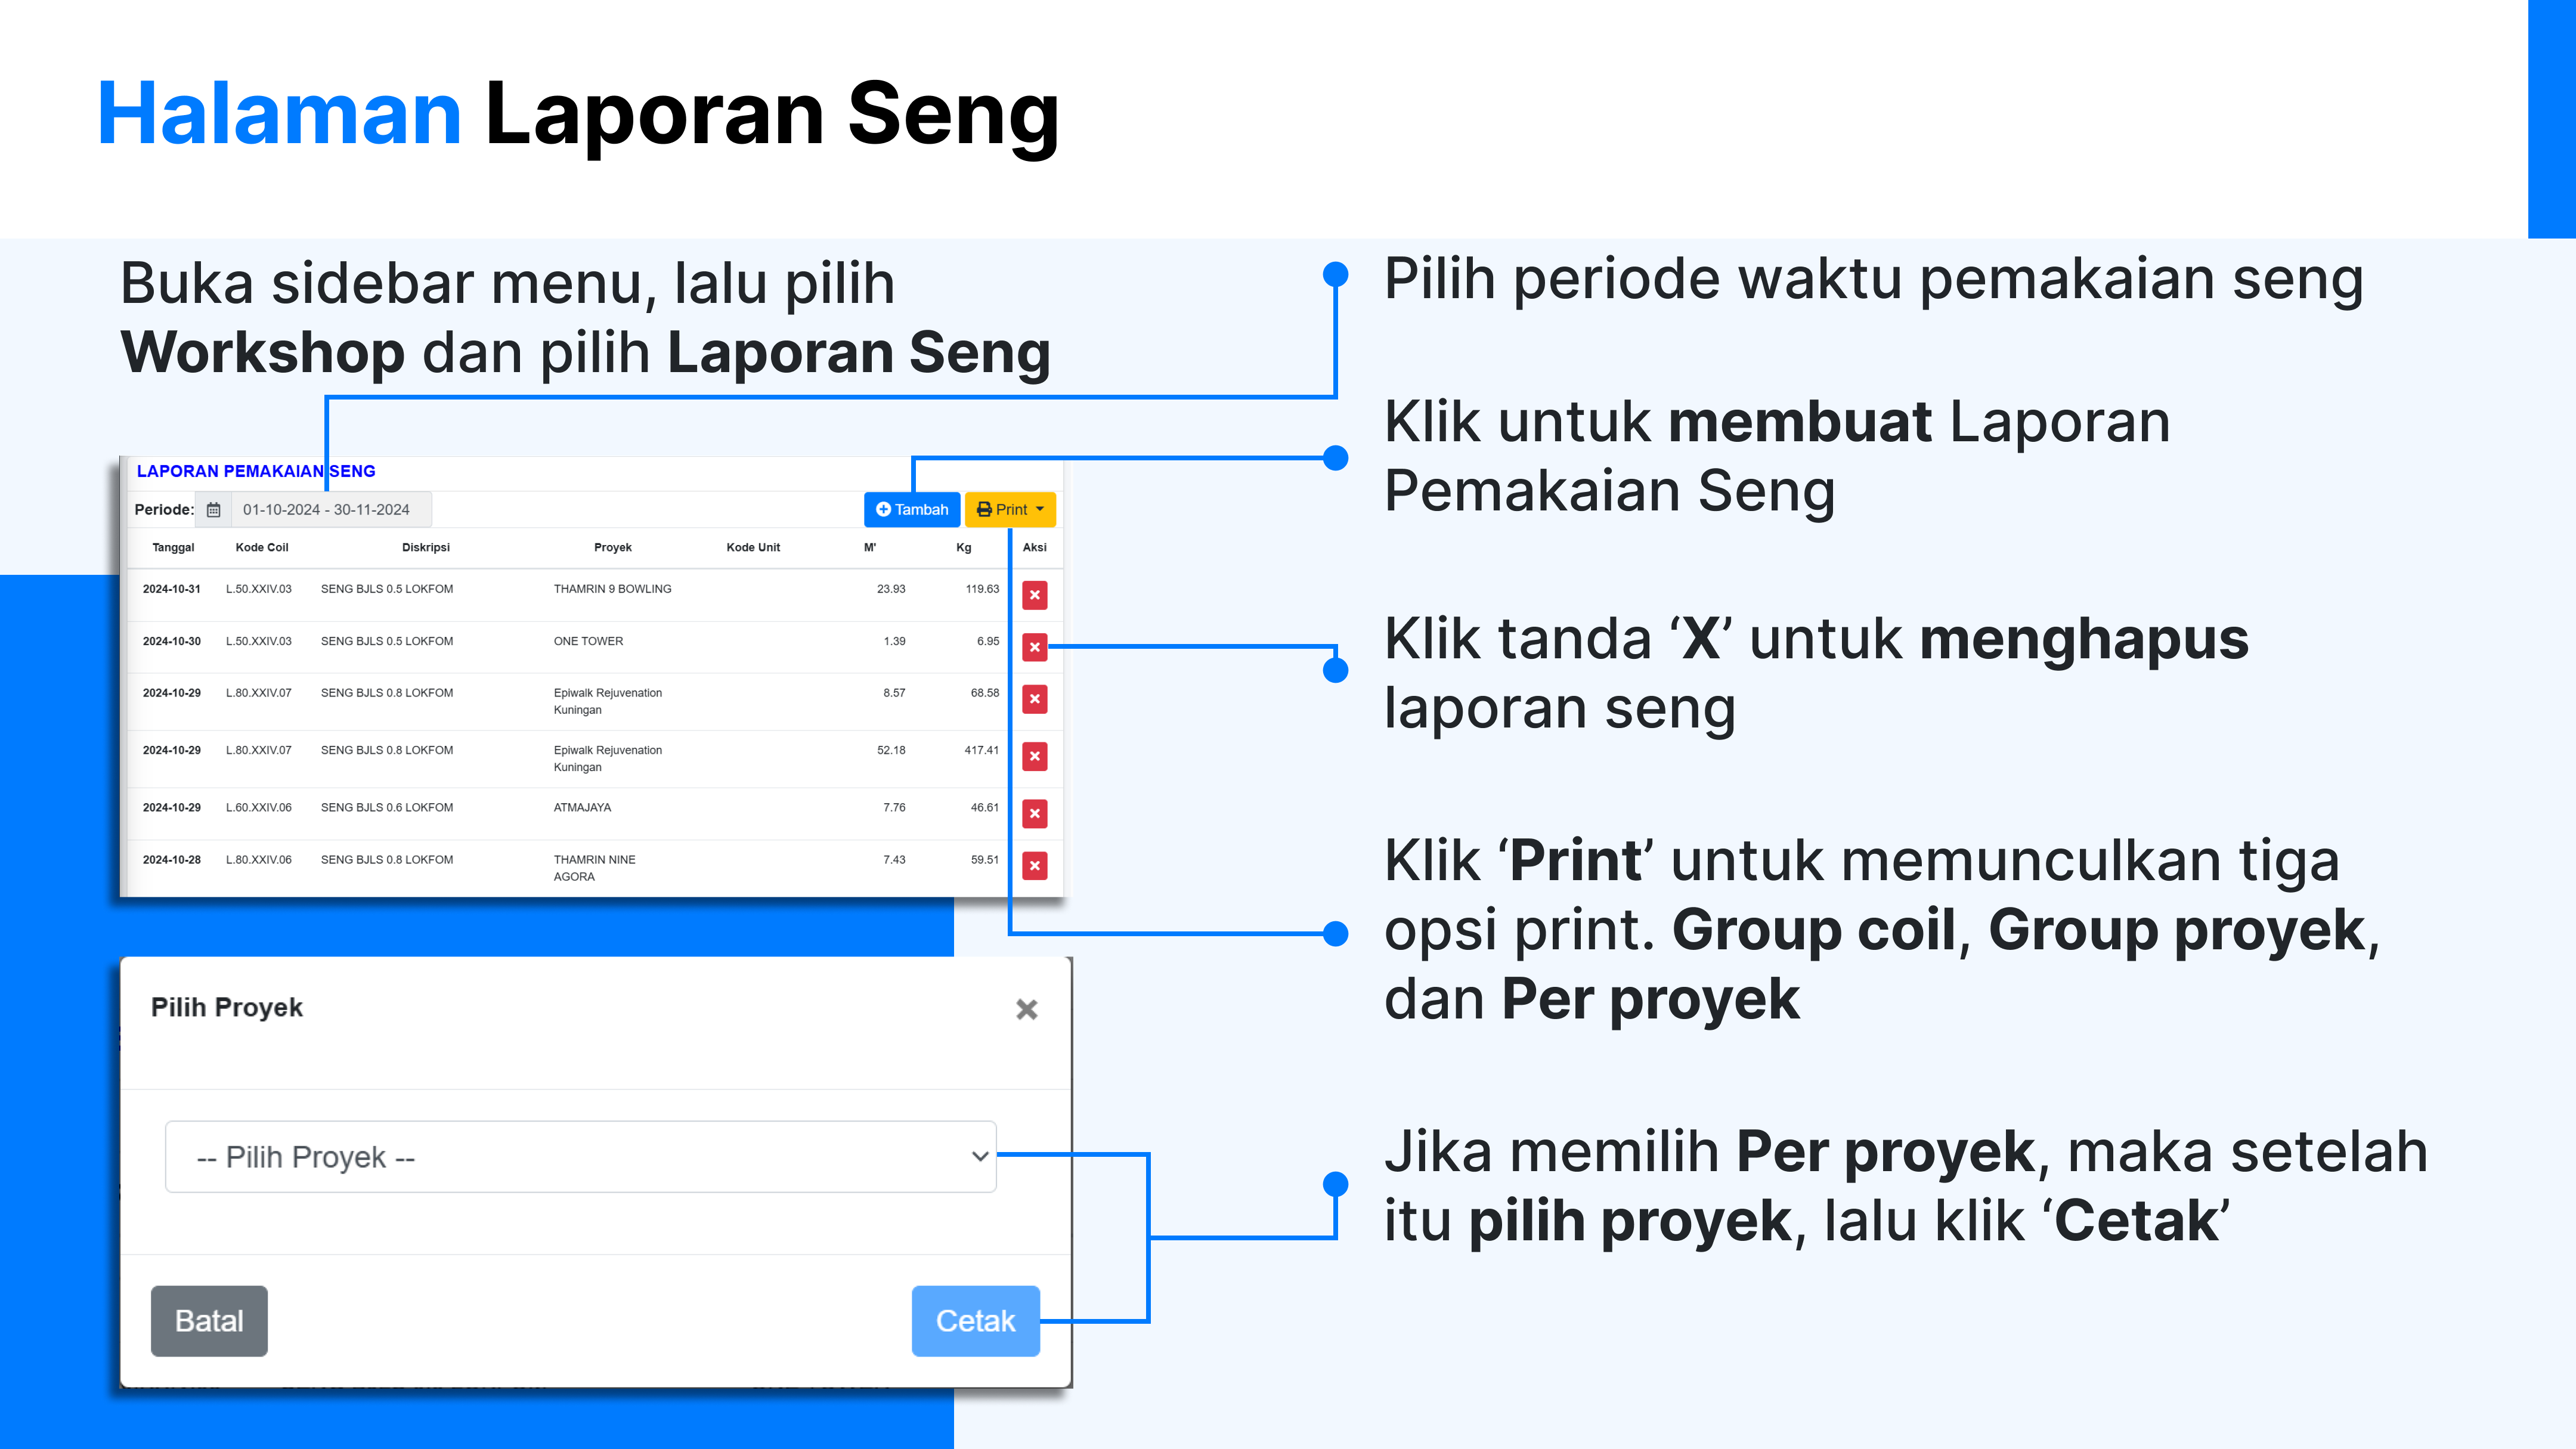 Halaman Laporan Seng
Buka sidebar menu, lalu pilih
Workshop dan pilih Laporan Seng
LAPORAN PEMAKAIAN SENG
Periode: 01-10-2024 - 30-11-2024 Tambah Print
Tanggal Kode Coil Diskripsi Proyek Kode Unit M' Kg Aksi
2024-10-31 L.50.XXIV.03 SENG BJLS 0.5 LOKFOM THAMRIN 9 BOWLING 23.93 119.63
2024-10-30 L.50.XXIV.03 SENG BJLS 0.5 LOKFOM ONE TOWER 1.39 6.95
2024-10-29 L.80.XXIV.07 SENG BJLS 0.8 LOKFOM Epiwalk Rejuvenation 8.57 68.58
Kuningan
2024-10-29 L.80.XXIV.07 SENG BJLS 0.8 LOKFOM Epiwalk Rejuvenation 52.18 417.41
Kuningan
2024-10-29 L.60.XXIV.06 SENG BJLS 0.6 LOKFOM ATMAJAYA 7.76 46.61
2024-10-28 L.80.XXIV.06 SENG BJLS 0.8 LOKFOM THAMRIN NINE 7.43 59.51
AGORA
Pilih Proyek
-- Pilih Proyek --
Batal Cetak
Pilih periode waktu pemakaian seng
Klik untuk membuat Laporan
Pemakaian Seng
Klik tanda ‘X’ untuk menghapus
laporan seng
Klik ‘Print’ untuk memunculkan tiga
opsi print. Group coil, Group proyek,
dan Per proyek
Jika memilih Per proyek, maka setelah
itu pilih proyek, lalu klik ‘Cetak’